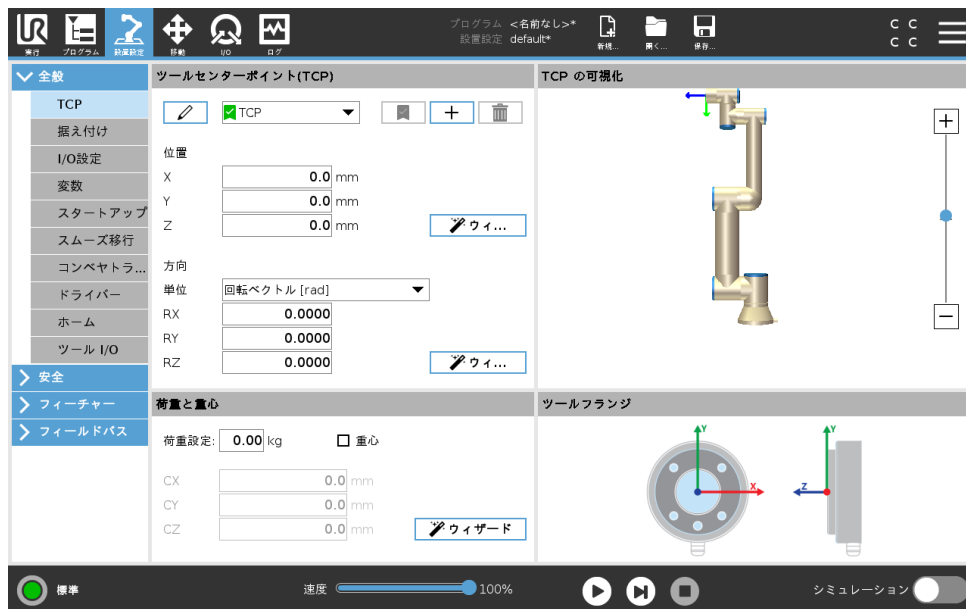 UR
実行
プログラム
設置設定
移動
I/O
ログ
プログラム <名前なし>*
設置設定 default*
新規...
開く...
保存...
C C
C C
全般
TCP
据え付け
I/O設定
変数
スタートアップ
スムーズ移行
コンベヤトラ...
ドライバー
ホーム
ツール I/O
安全
フィーチャー
フィールドバス
ツールセンターポイント(TCP)
TCP
位置
X 0.0 mm
Y 0.0 mm
Z 0.0 mm
ウィ...
方向
単位 回転ベクトル [rad]
RX 0.0000
RY 0.0000
RZ 0.0000
ウィ...
TCP の可視化
荷重と重心
荷重設定: 0.00 kg 重心
CX 0.0 mm
CY 0.0 mm
CZ 0.0 mm
ウィザード
ツールフランジ
Y
X
Y
Z
標準
速度 100%
シミュレーション